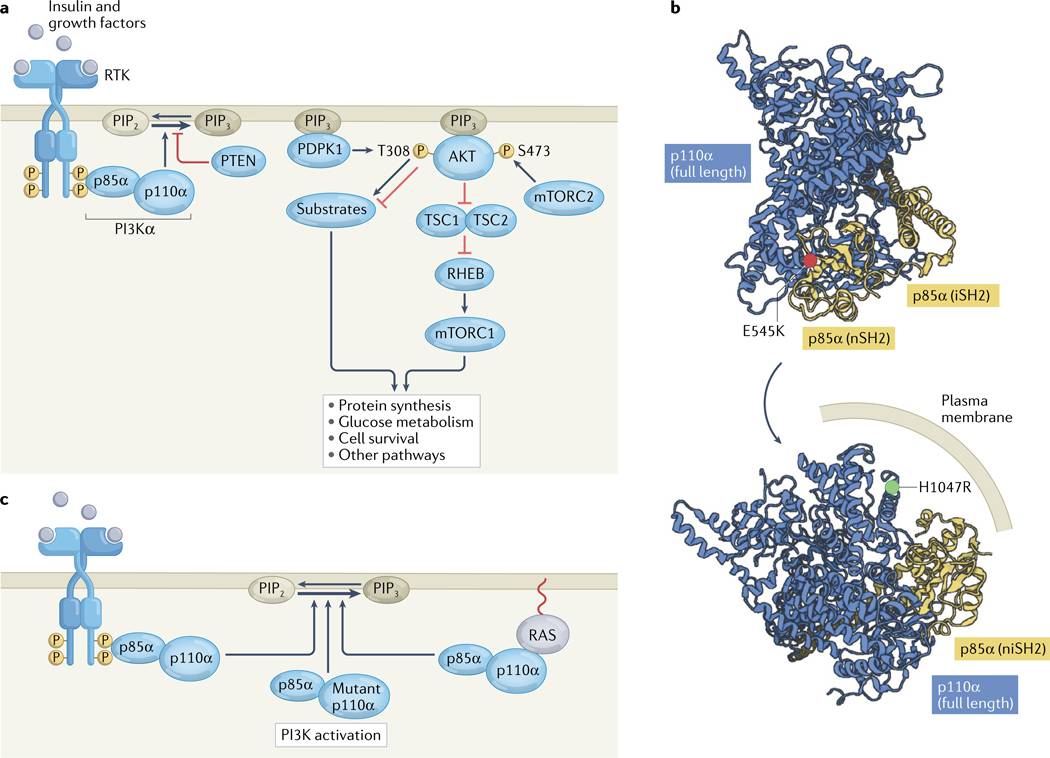 a
Insulin and
growth factors
RTK
PIP2
PIP3
PTEN
P
P
P
P
p85α
p110α
PI3Kα
PIP3
PDPK1
T308
P
PIP3
AKT
P
S473
mTORC2
Substrates
TSC1
TSC2
RHEB
mTORC1
• Protein synthesis
• Glucose metabolism
• Cell survival
• Other pathways
b
p110α
(full length)
p85α (iSH2)
E545K
p85α (nSH2)
Plasma
membrane
H1047R
p85α (niSH2)
p110α
(full length)
c
PIP2
PIP3
P
P
P
P
p85α
p110α
p85α
Mutant
p110α
PI3K activation
RAS
p85α
p110α